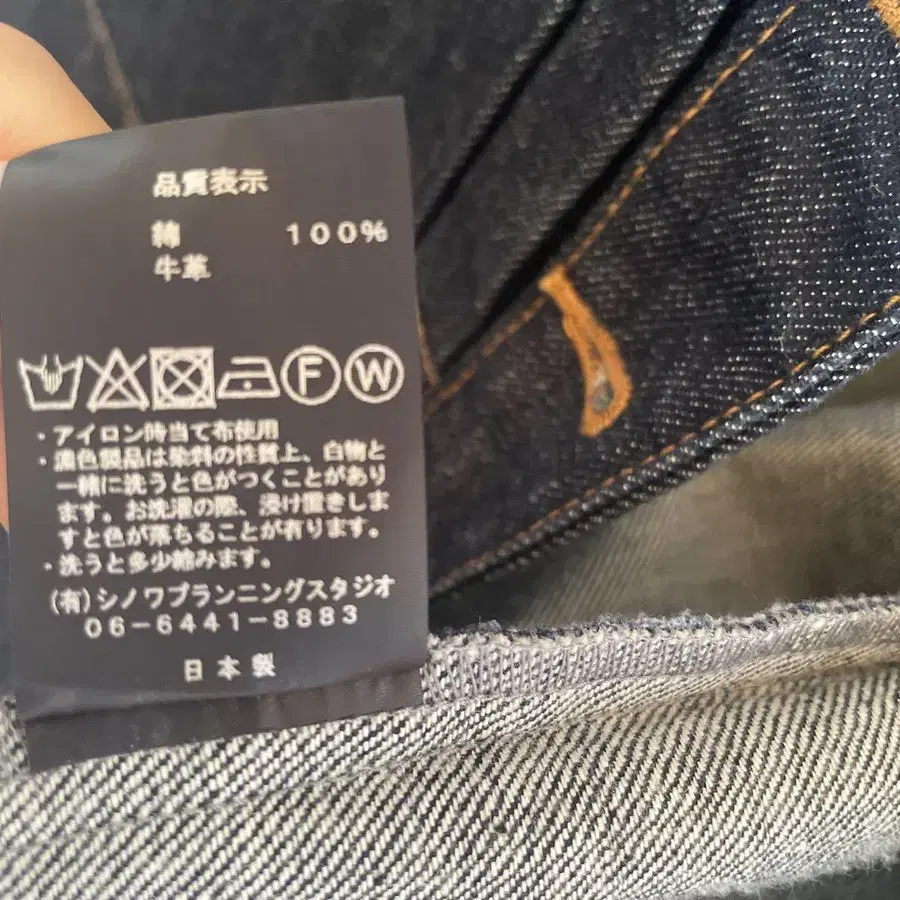 品質表示
綿 100%
牛革
F W
・アイロン時当て布使用
・濃色製品は染料の性質上、白物と
一緒に洗うと色がつくことがあり
ます。お洗濯の際、浸け置きしま
すと色が落ちることが有ります。
・洗うと多少縮みます。
(有)シノワプランニングスタジオ
06-6441-8883
日本製